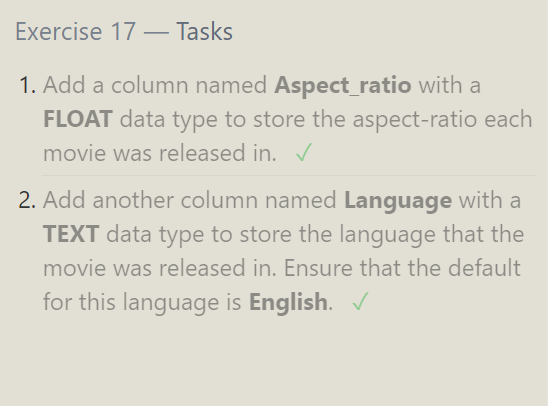 Exercise 17 — Tasks
1. Add a column named Aspect_ratio with a
FLOAT data type to store the aspect-ratio each
movie was released in. ✓
2. Add another column named Language with a
TEXT data type to store the language that the
movie was released in. Ensure that the default
for this language is English. ✓